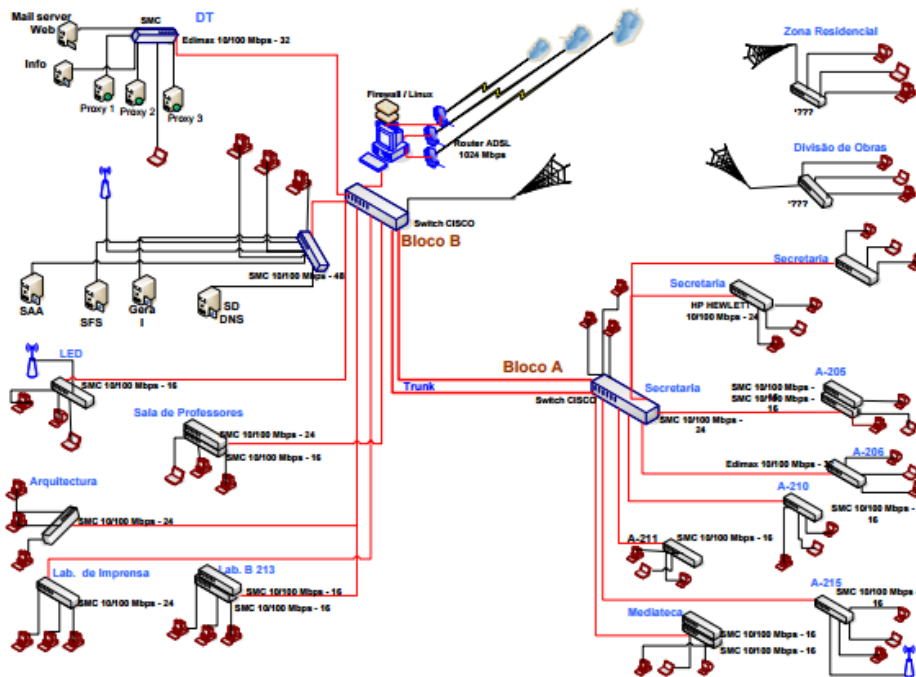 Mail server
Web
SMC
DT
Edimax 10/100 Mbps - 32
Info
Proxy 1
Proxy 2
Proxy 3
Firewall / Linux
Router ADSL
1024 Mbps
Zona Residencial
'???
Divisão de Obras
'???
Switch CISCO
Bloco B
SMC 10/100 Mbps - 48
SAA
SFS
Gera
I
SD
DNS
Secretaria
Secretaria
HP HEWLETT
10/100 Mbps - 24
LED
SMC 10/100 Mbps - 16
Bloco A
Trunk
Switch CISCO
Secretaria
SMC 10/100 Mbps -
24
A-205
SMC 10/100 Mbps -
SMC 10/100 Mbps -
16
Sala de Professores
SMC 10/100 Mbps - 24
SMC 10/100 Mbps - 16
A-206
Edimax 10/100 Mbps -
Arquitectura
SMC 10/100 Mbps - 24
A-210
SMC 10/100 Mbps -
16
A-211
SMC 10/100 Mbps - 16
Lab. de Imprensa
SMC 10/100 Mbps - 24
Lab. B 213
SMC 10/100 Mbps - 16
SMC 10/100 Mbps - 16
A-215
SMC 10/100 Mbps -
16
Mediateca
SMC 10/100 Mbps - 16
SMC 10/100 Mbps - 16